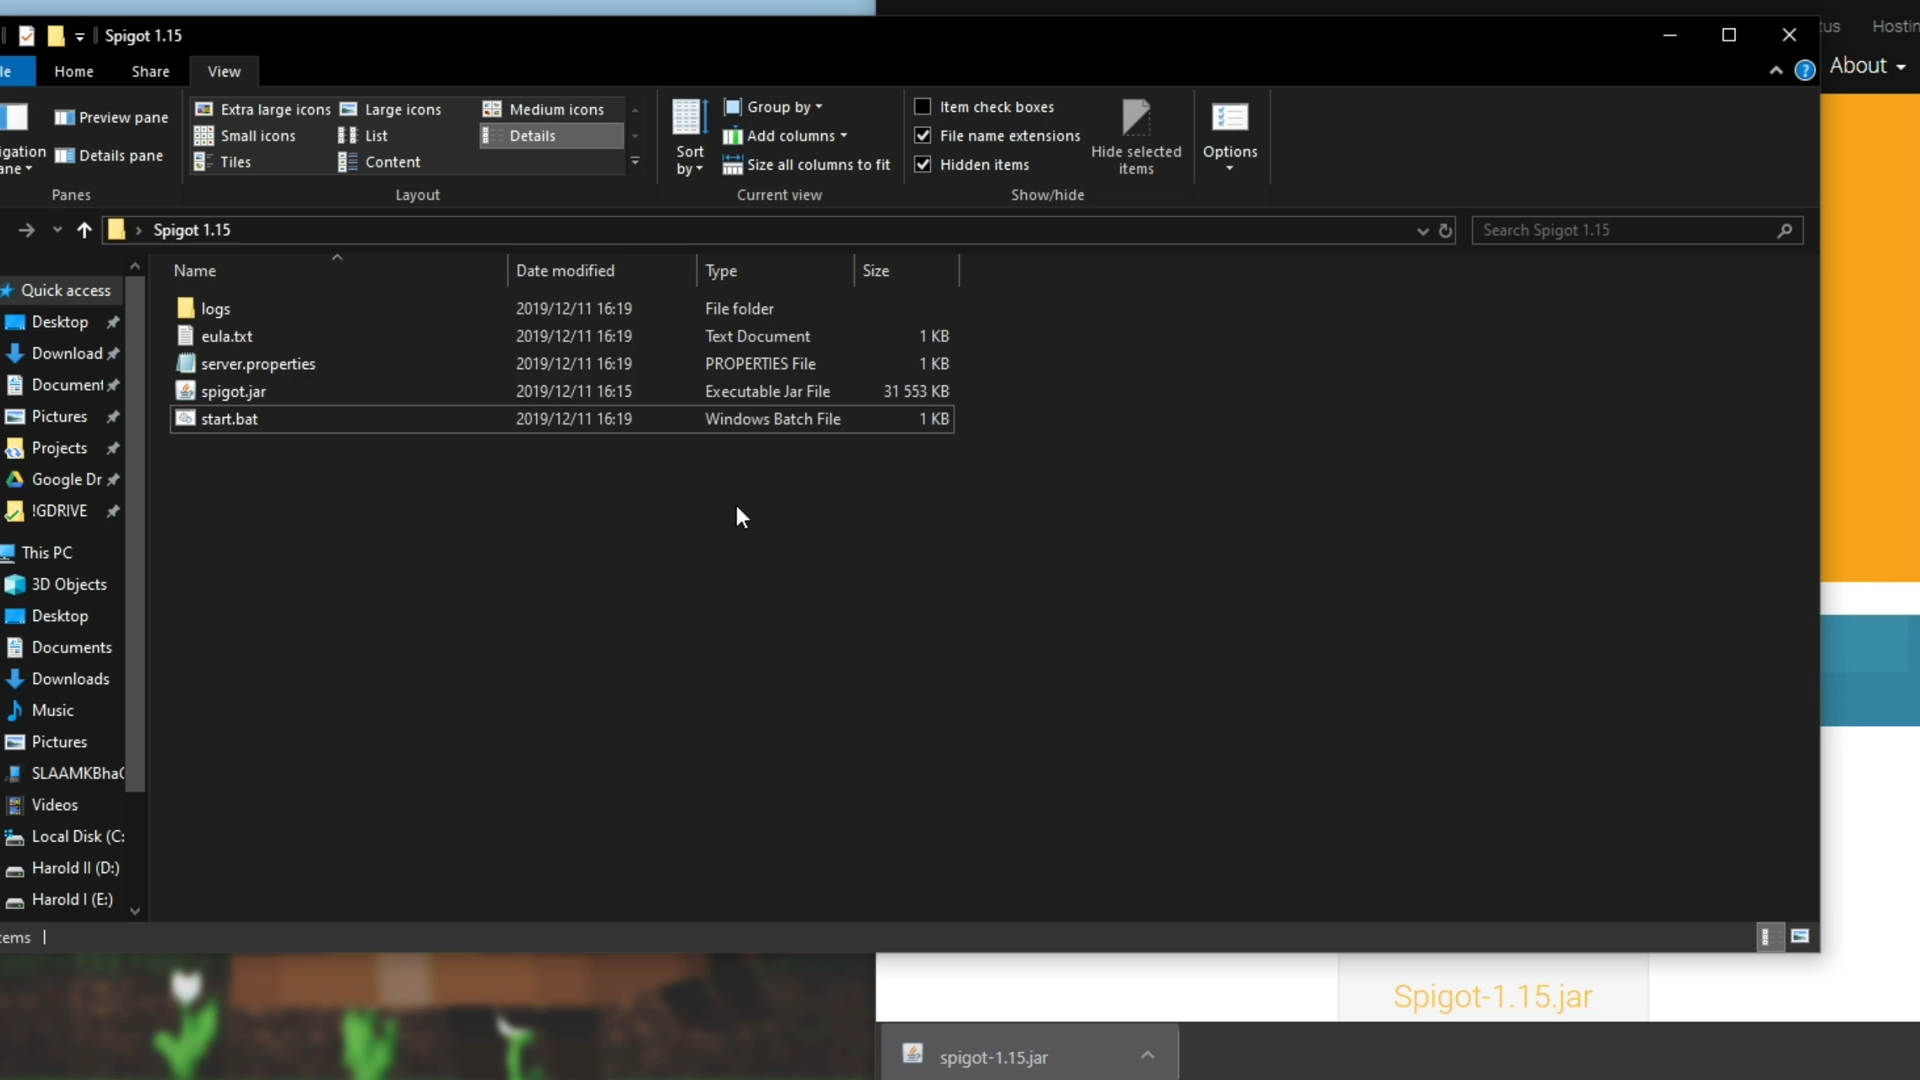 Spigot 1.15
tus Hostin
le Home Share View
About
Extra large icons Large icons Medium icons
Small icons List Details
Tiles Content
Preview pane
Details pane
igation
ane
Sort
by
Group by
Add columns
Size all columns to fit
Item check boxes
File name extensions
Hidden items
Hide selected
items
Options
Panes Layout Current view Show/hide
Spigot 1.15
Search Spigot 1.15
Name Date modified Type Size
logs 2019/12/11 16:19 File folder
eula.txt 2019/12/11 16:19 Text Document 1 KB
server.properties 2019/12/11 16:19 PROPERTIES File 1 KB
spigot.jar 2019/12/11 16:15 Executable Jar File 31 553 KB
start.bat 2019/12/11 16:19 Windows Batch File 1 KB
Quick access
Desktop
Download
Document
Pictures
Projects
Google Dr
!GDRIVE
This PC
3D Objects
Desktop
Documents
Downloads
Music
Pictures
SLAAMKBha
Videos
Local Disk (C:
Harold II (D:)
Harold I (E:)
tems
Spigot-1.15.jar
spigot-1.15.jar